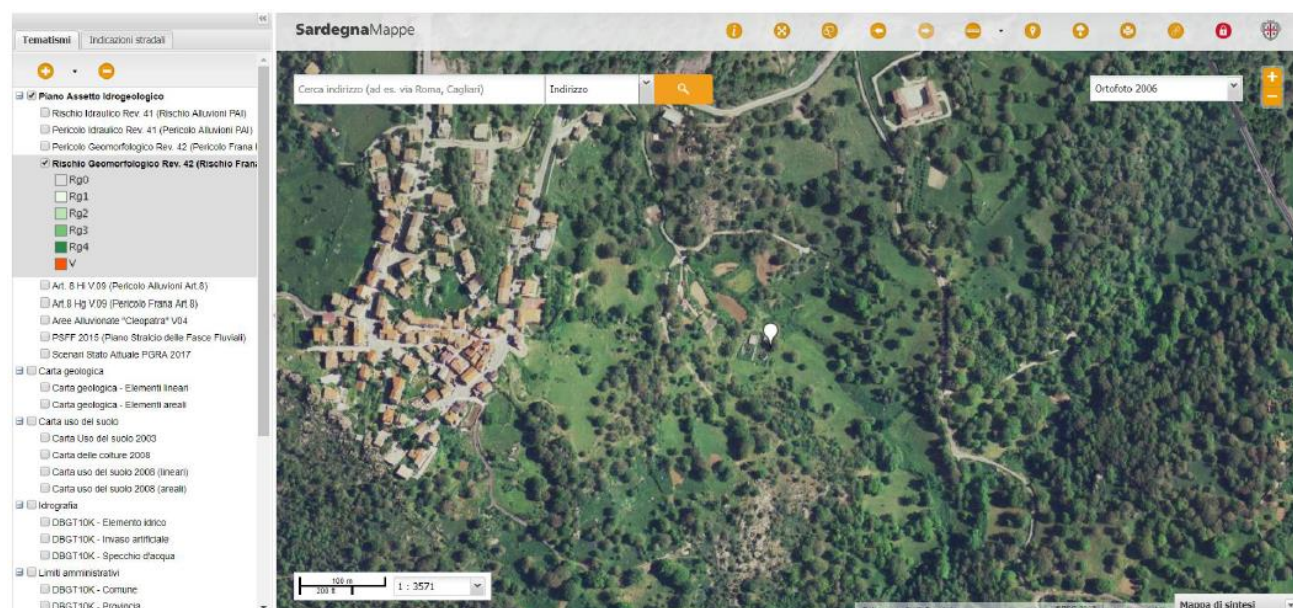 Tematismi
Indicazioni stradali
Piano Assetto Idrogeologico
Rischio Idraulico Rev. 41 (Rischio Alluvioni PAI)
Pericolo Idraulico Rev. 41 (Pericolo Alluvioni PAI)
Pericolo Geomorfologico Rev. 42 (Pericolo Frana
Rischio Geomorfologico Rev. 42 (Rischio Fran
Rg0
Rg1
Rg2
Rg3
Rg4
V
Art. 8 Hi V.09 (Pericolo Alluvioni Art.8)
Art.8 Hg V.09 (Pericolo Frana Art.8)
Aree Alluvionate "Cleopatra" V04
PSFF 2015 (Piano Stralcio delle Fasce Fluviali)
Scenari Stato Attuale PGRA 2017
Carta geologica
Carta geologica - Elementi lineari
Carta geologica - Elementi areali
Carta uso del suolo
Carta Uso del suolo 2003
Carta delle colture 2008
Carta uso del suolo 2008 (lineari)
Carta uso del suolo 2008 (areali)
Idrografia
DBGT10K - Elemento idrico
DBGT10K - Invaso artificiale
DBGT10K - Specchio d'acqua
Limiti amministrativi
DBGT10K - Comune
DBGT10K - Provincia
SardegnaMappe
Cerca indirizzo (ad es. via Roma, Cagliari)
Indirizzo
Ortofoto 2006
+
−
100 m
200 ft
1 : 3571
Mappa di sintesi